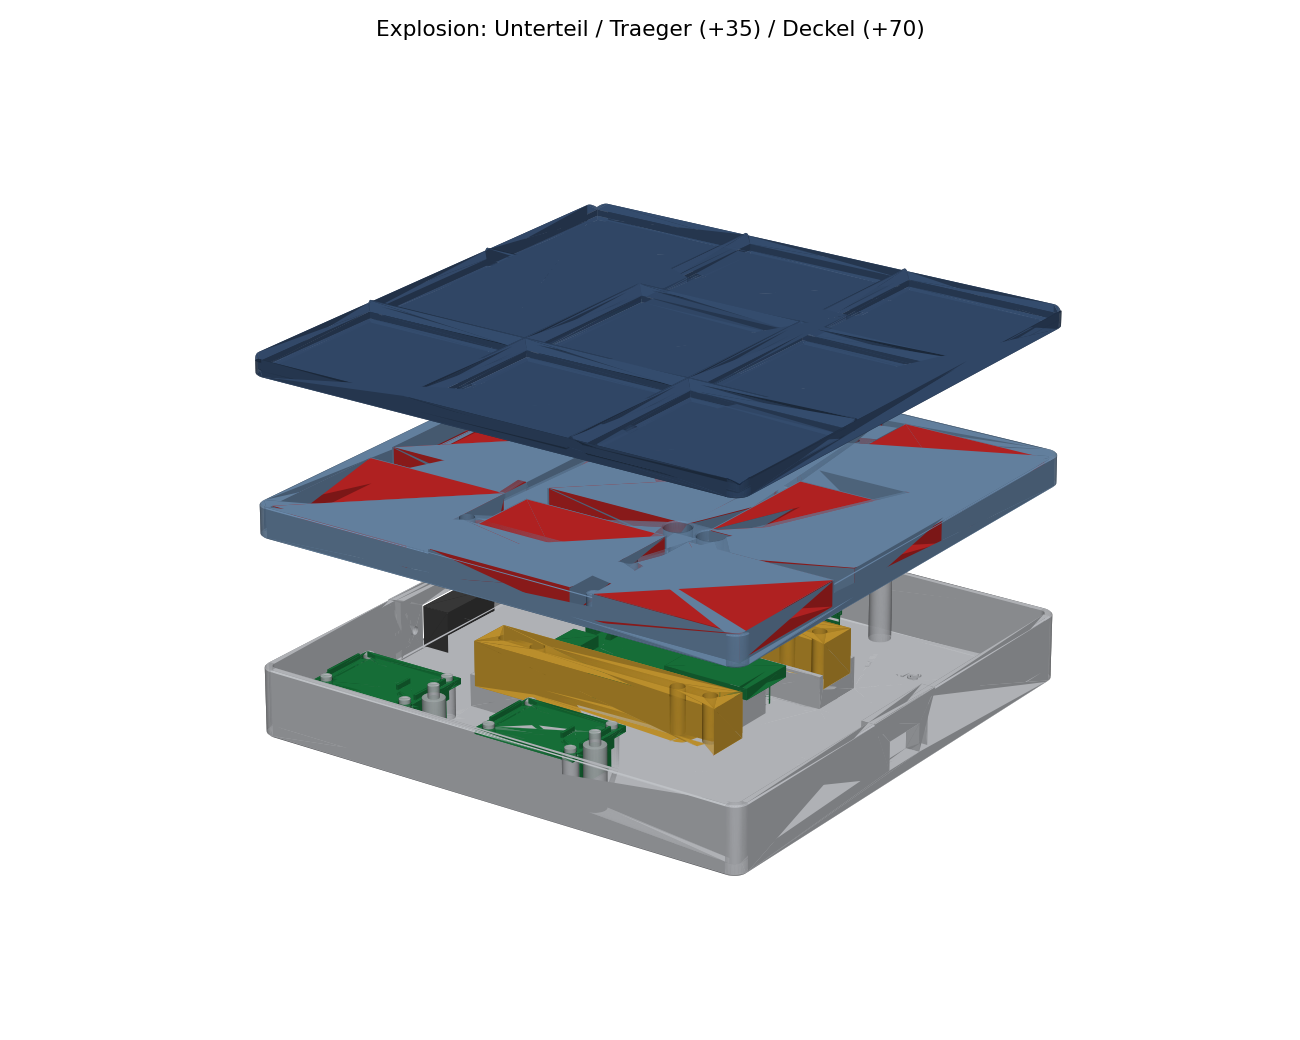 Explosion: Unterteil / Traeger (+35) / Deckel (+70)